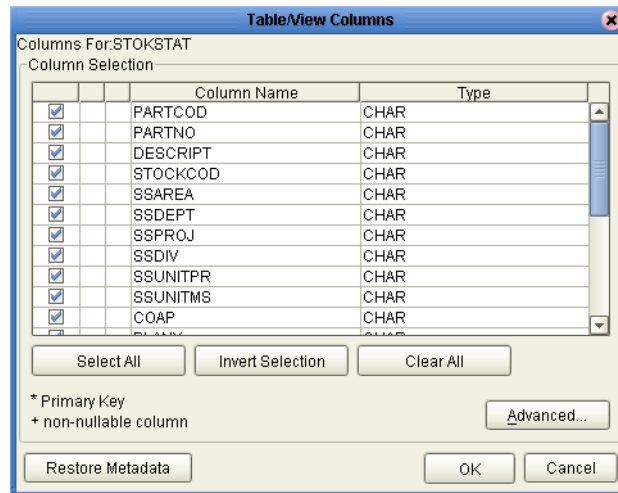 Table/View Columns
Columns For:STOKSTAT
Column Selection
Column Name Type
PARTCOD CHAR
PARTNO CHAR
DESCRIPT CHAR
STOCKCOD CHAR
SSAREA CHAR
SSDEPT CHAR
SSPROJ CHAR
SSDIV CHAR
SSUNITPR CHAR
SSUNITMS CHAR
COAP CHAR
Select All Invert Selection Clear All
* Primary Key
+ non-nullable column
Advanced...
Restore Metadata OK Cancel